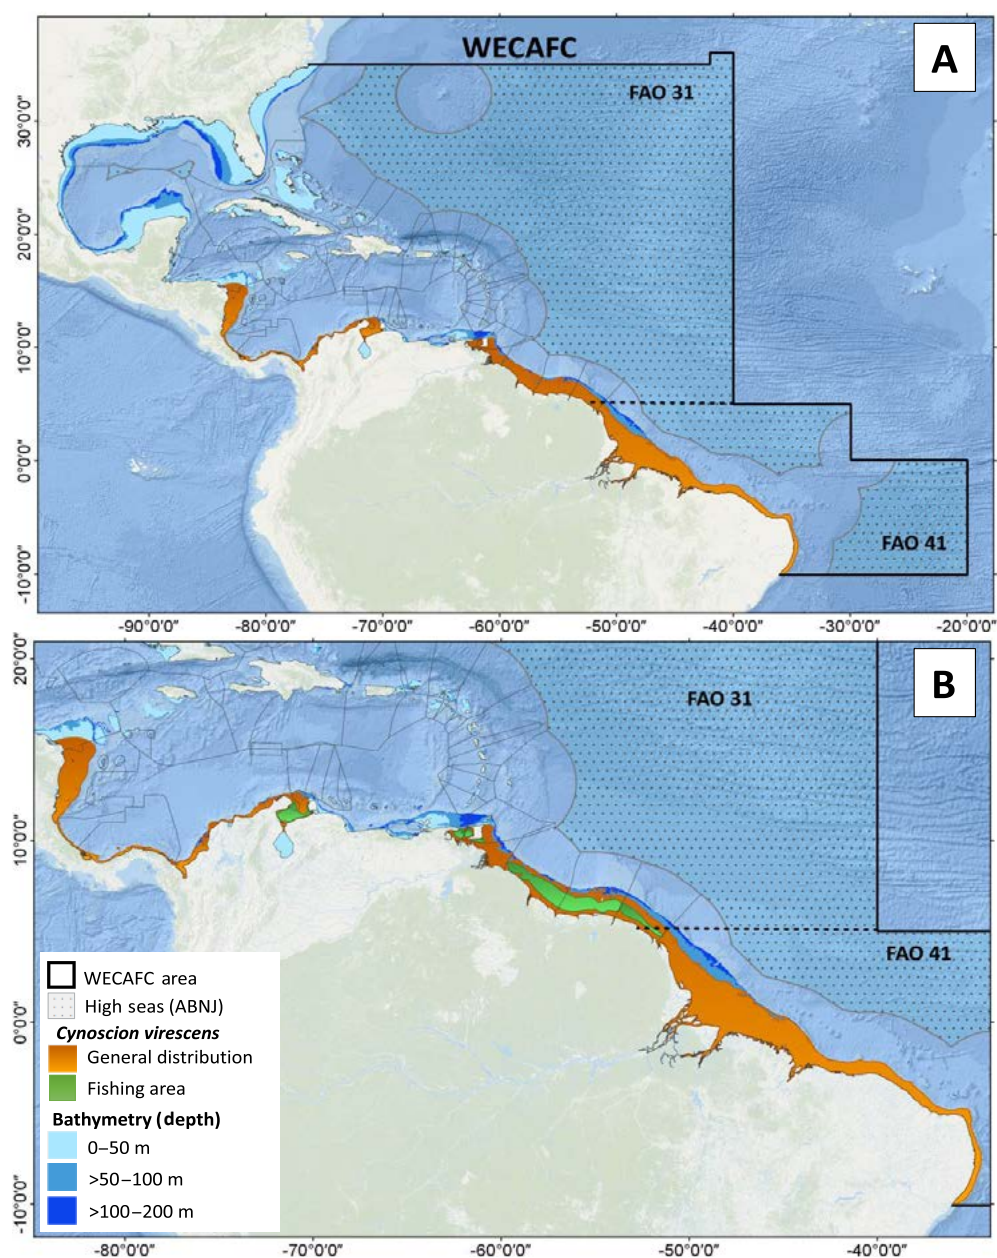 WECAFC
A
FAO 31
30°0'0"
20°0'0"
10°0'0"
0°0'0"
-10°0'0"
FAO 41
-90°0'0"
-80°0'0"
-70°0'0"
-60°0'0"
-50°0'0"
-40°0'0"
-30°0'0"
-20°0'0"
B
FAO 31
20°0'0"
10°0'0"
0°0'0"
-10°0'0"
FAO 41
WECAFC area
High seas (ABNJ)
Cynoscion virescens
General distribution
Fishing area
Bathymetry (depth)
0–50 m
>50–100 m
>100–200 m
-80°0'0"
-70°0'0"
-60°0'0"
-50°0'0"
-40°0'0"